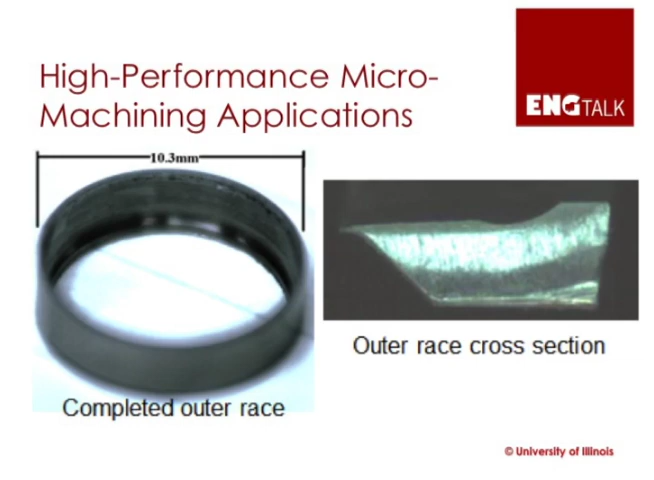 High-Performance Micro-
Machining Applications
ENGTALK
10.3mm
Outer race cross section
Completed outer race
© University of Illinois